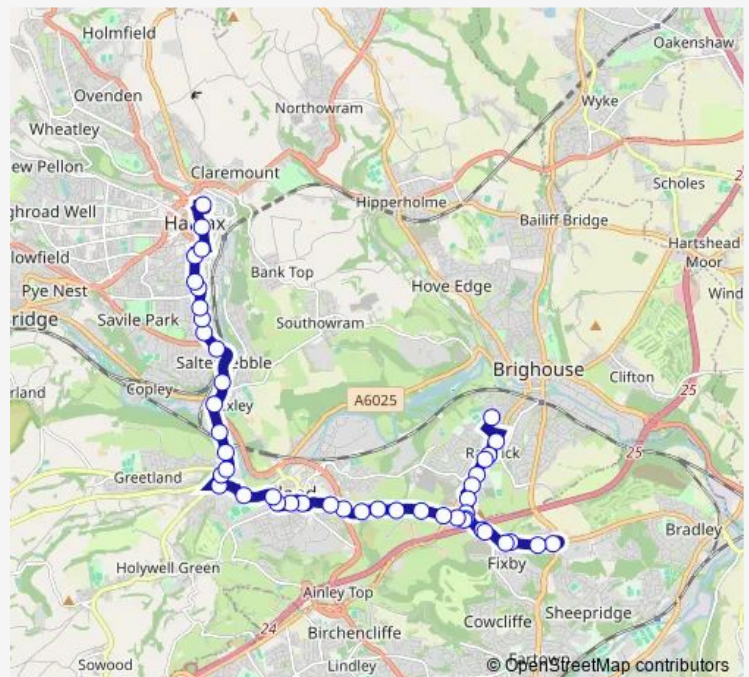 Holmfield
Oakenshaw
Ovenden
Northowram
Wyke
Wheatley
ew Pellon
Claremount
Scholes
Hipperholme
ghroad Well
Bailiff Bridge
Hartshead
Moor
lowfield
Bank Top
Hove Edge
Pye Nest
Wind
Savile Park
Southowram
ridge
Brighouse
Clifton
Copley
A6025
25
rland
xley
25
Greetland
Bradley
Holywell Green
Fixby
Ainley Top
Cowcliffe
Sheepridge
24
Birchencliffe
Sowood
Lindley
© OpenStreetMap contributors